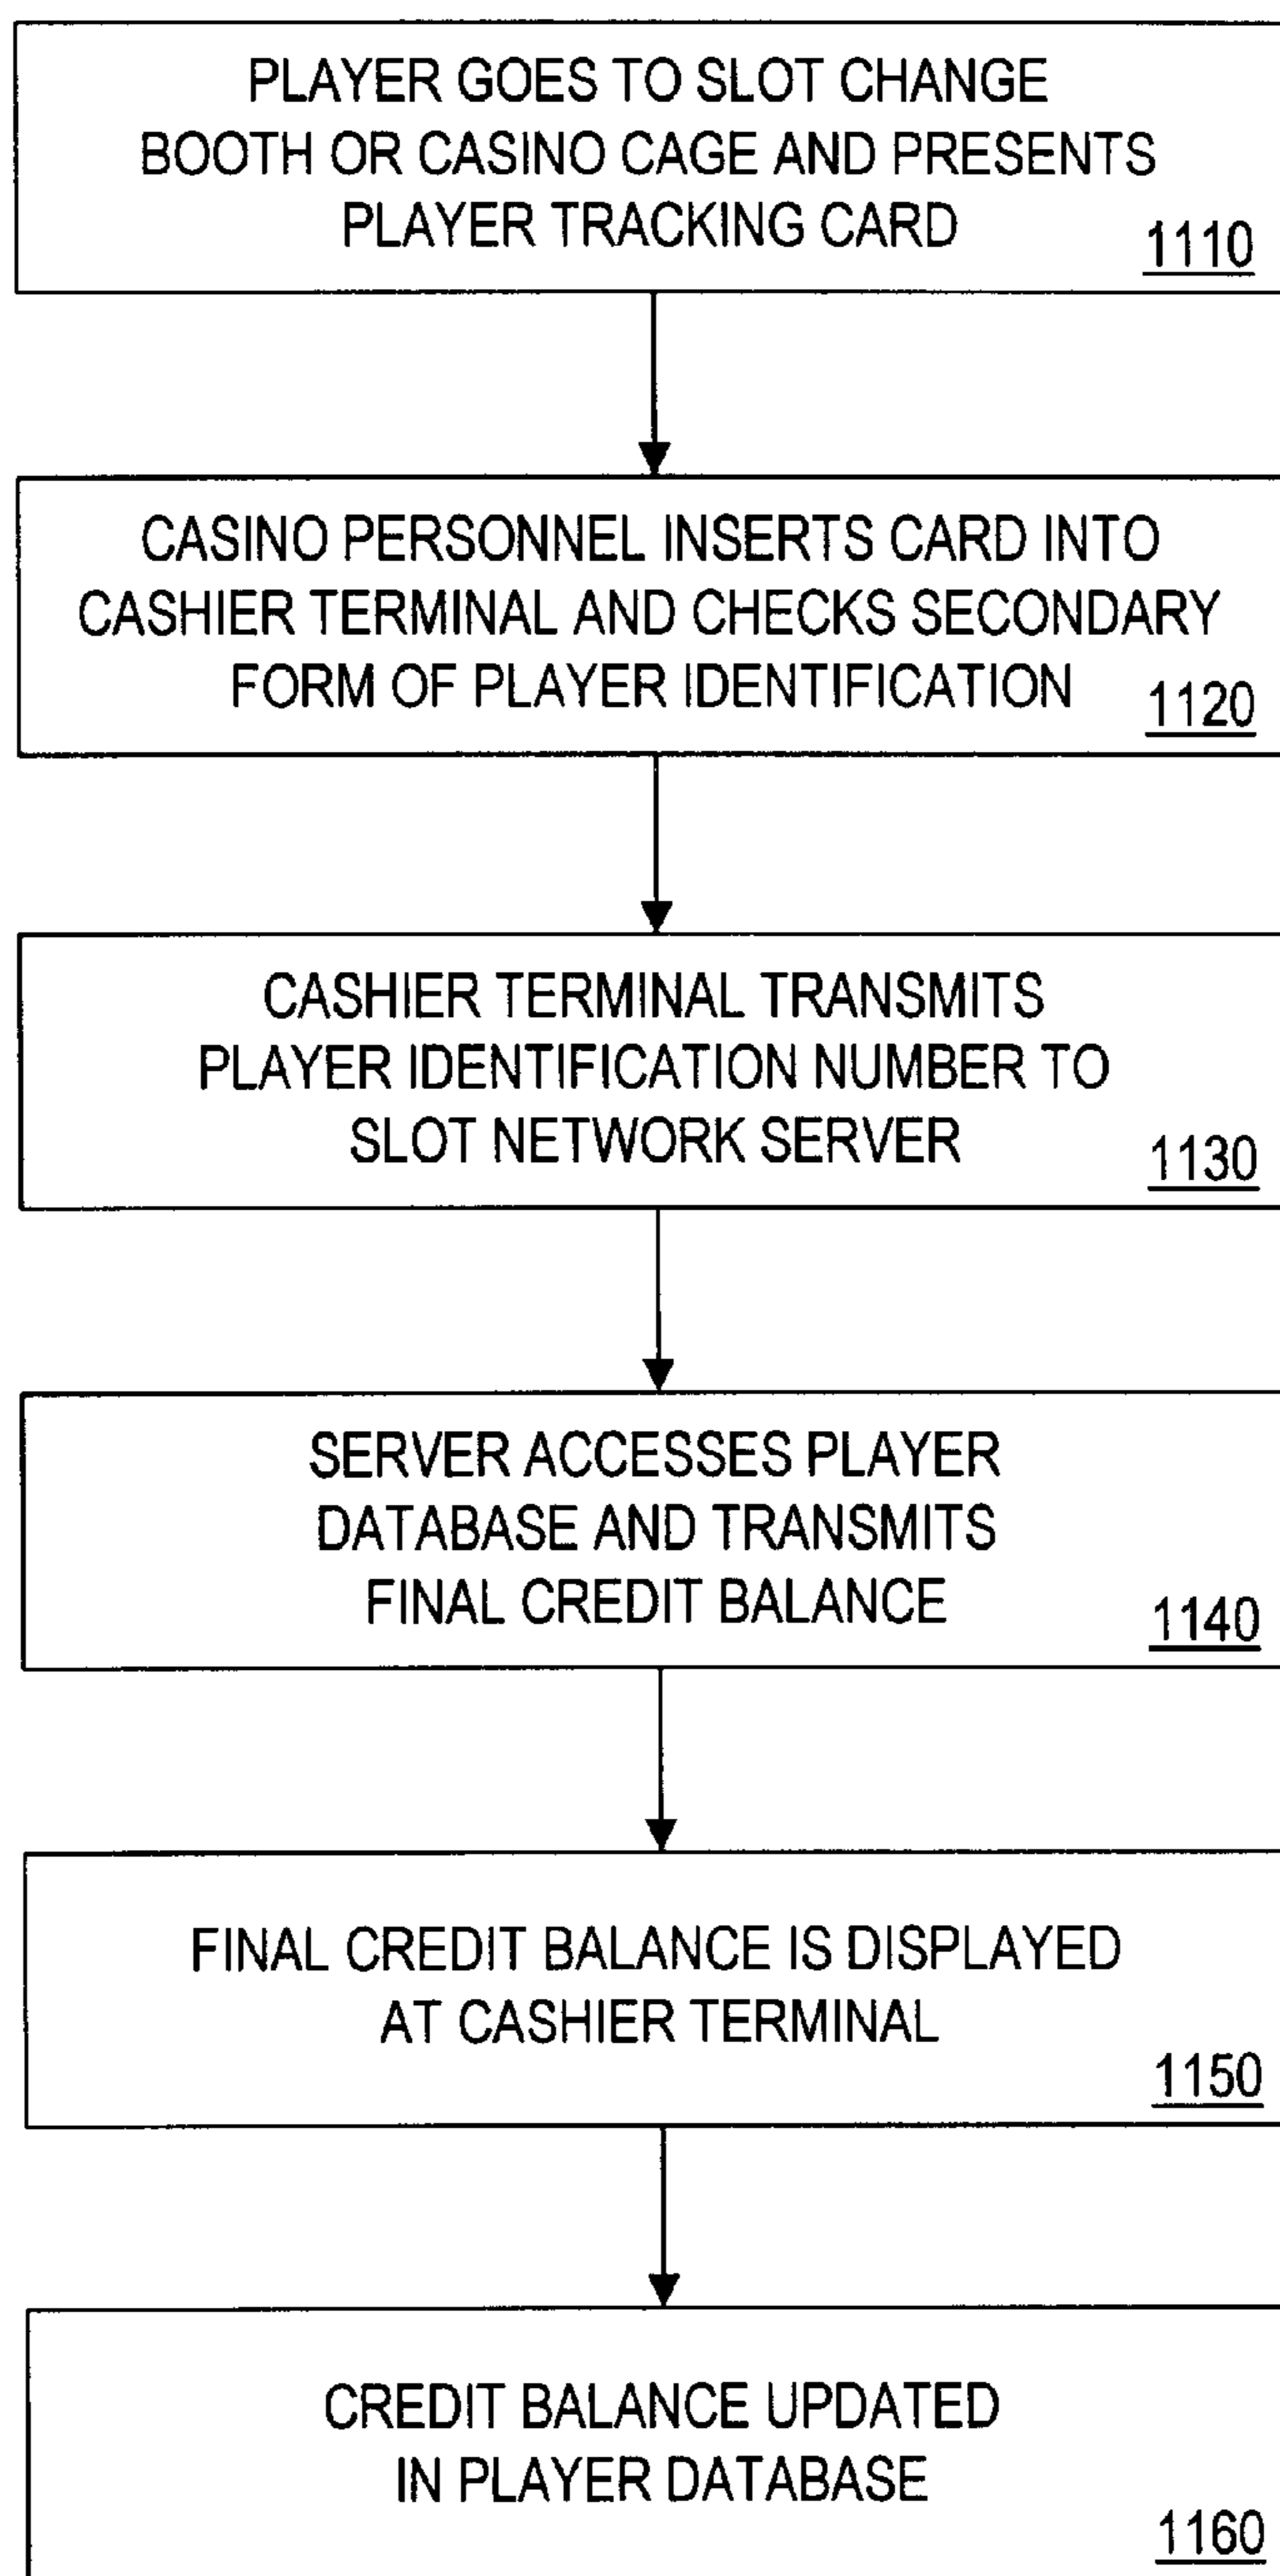 PLAYER GOES TO SLOT CHANGE
BOOTH OR CASINO CAGE AND PRESENTS
PLAYER TRACKING CARD
1110
CASINO PERSONNEL INSERTS CARD INTO
CASHIER TERMINAL AND CHECKS SECONDARY
FORM OF PLAYER IDENTIFICATION
1120
CASHIER TERMINAL TRANSMITS
PLAYER IDENTIFICATION NUMBER TO
SLOT NETWORK SERVER
1130
SERVER ACCESSES PLAYER
DATABASE AND TRANSMITS
FINAL CREDIT BALANCE
1140
FINAL CREDIT BALANCE IS DISPLAYED
AT CASHIER TERMINAL
1150
CREDIT BALANCE UPDATED
IN PLAYER DATABASE
1160